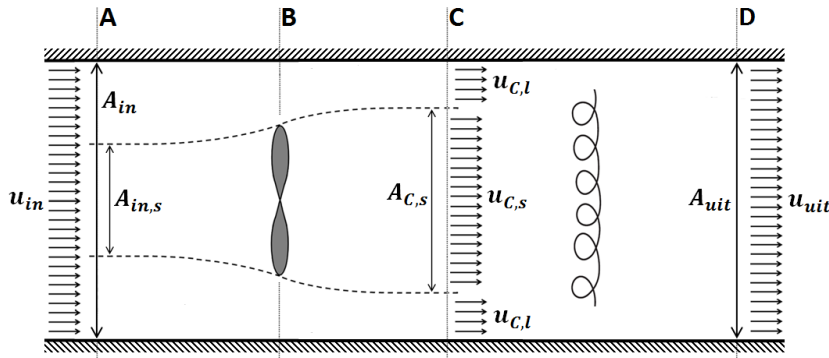 A
B
C
D
A_in
u_C,l
u_in
A_in,s
A_C,s
u_C,s
A_uit
u_uit
u_C,l